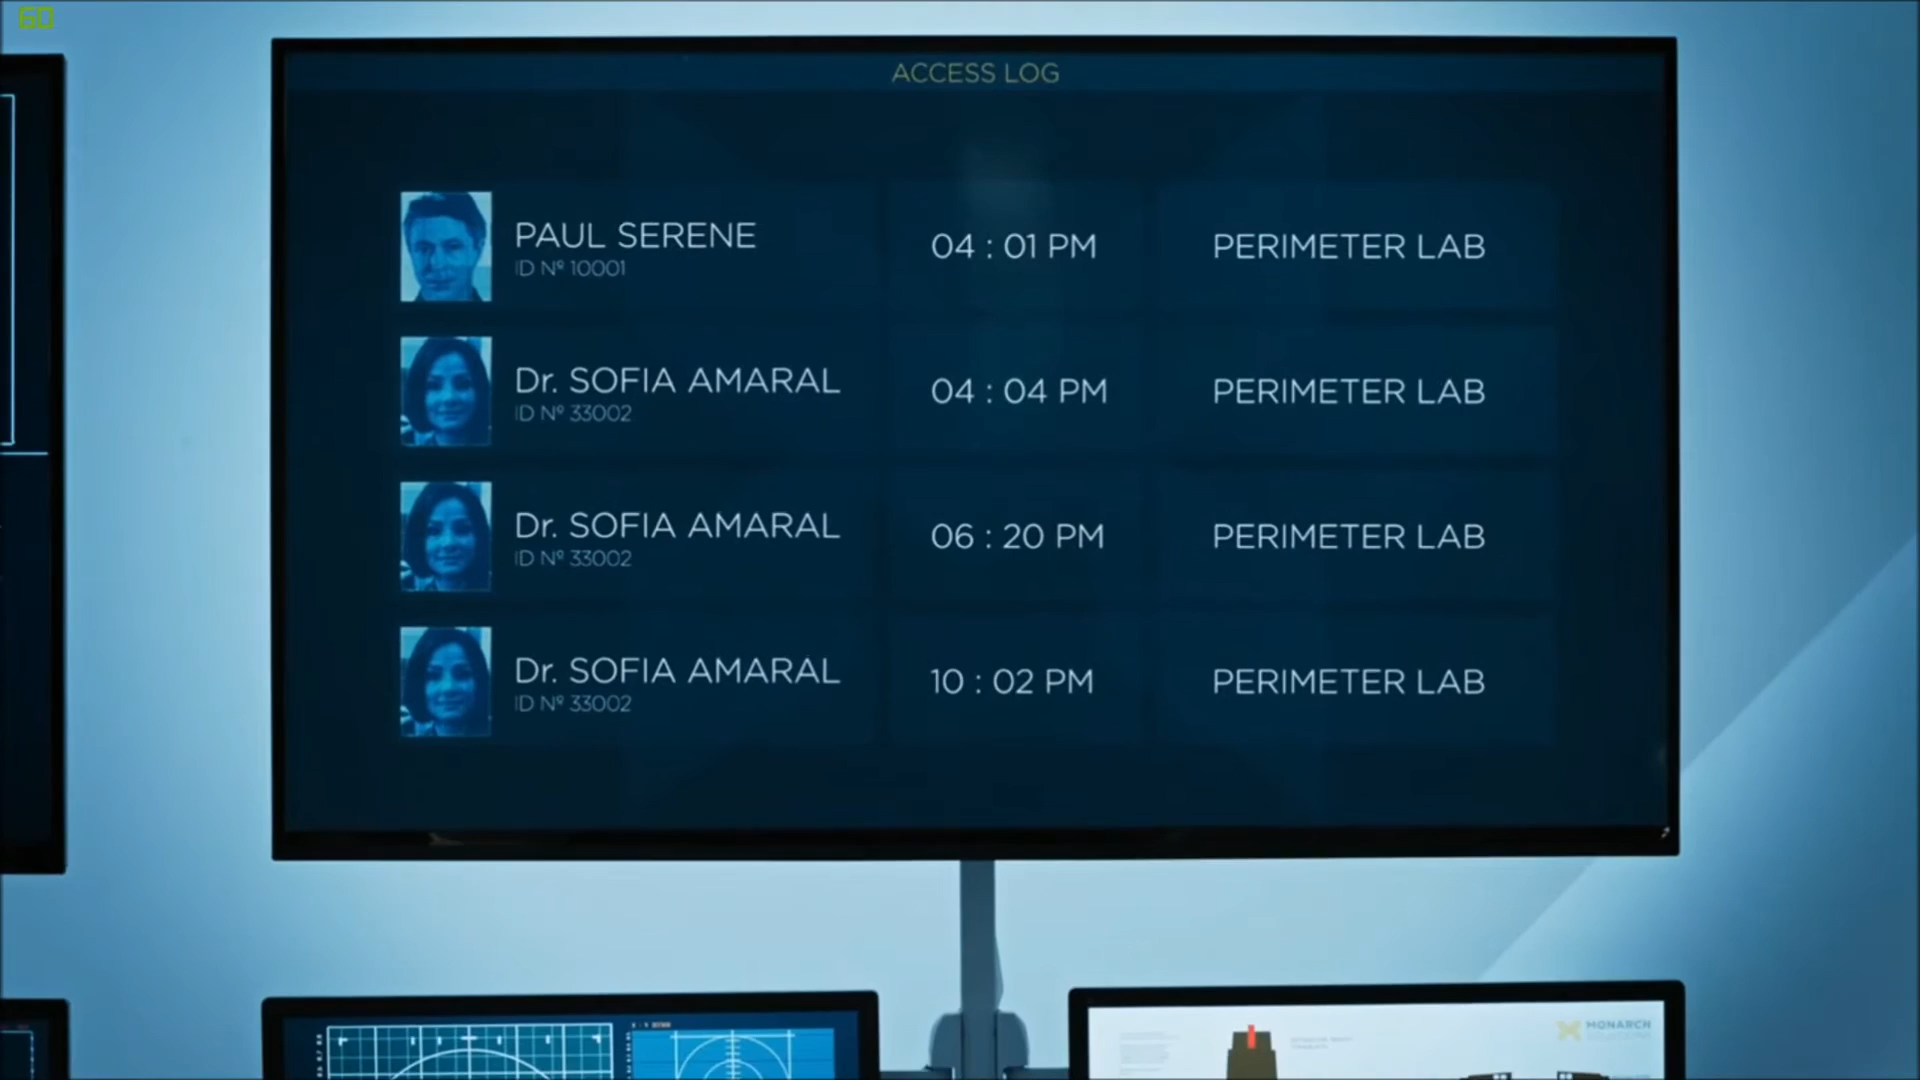 60
ACCESS LOG
PAUL SERENE
ID Nº 10001
04 : 01 PM
PERIMETER LAB
Dr. SOFIA AMARAL
ID Nº 33002
04 : 04 PM
PERIMETER LAB
Dr. SOFIA AMARAL
ID Nº 33002
06 : 20 PM
PERIMETER LAB
Dr. SOFIA AMARAL
ID Nº 33002
10 : 02 PM
PERIMETER LAB
MONARCH